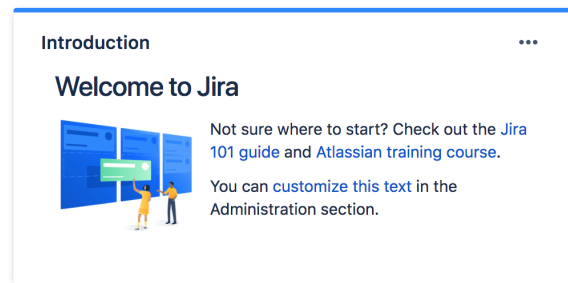 Introduction
Welcome to Jira
Not sure where to start? Check out the Jira
101 guide and Atlassian training course.
You can customize this text in the
Administration section.